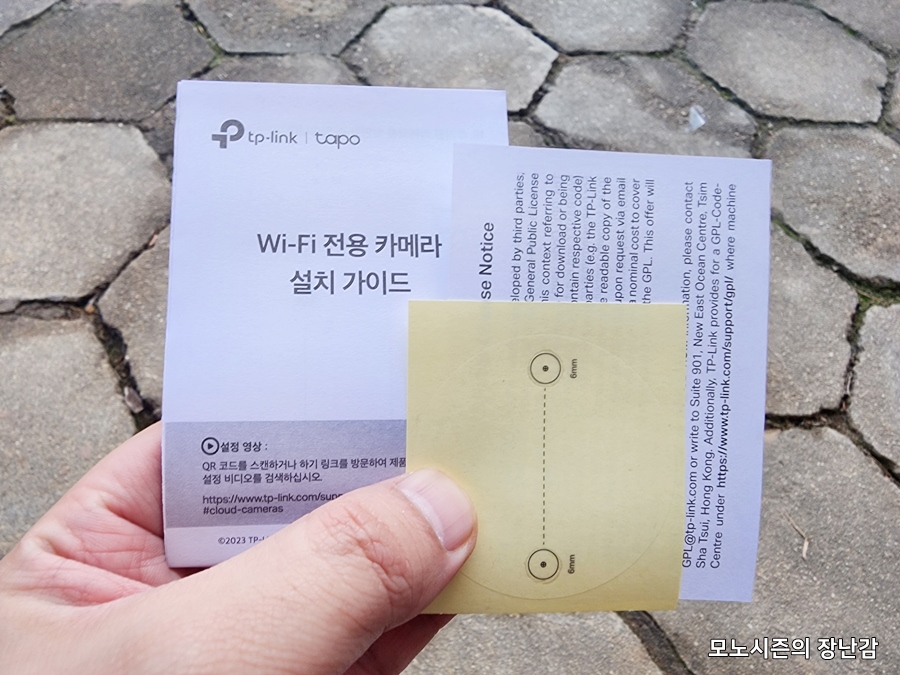 tp-link | tapo
Wi-Fi 전용 카메라
설치 가이드
설정 영상 :
QR 코드를 스캔하거나 하기 링크를 방문하여 제품
설정 비디오를 검색하십시오.
https://www.tp-link.com/supp
#cloud-cameras
©2023 TP-L
se Notice
eloped by third parties,
General Public License
his context referring to
for download or being
ontain respective code)
parties (e.g. the TP-Link
e readable copy of the
upon request via email
a nominal cost to cover
the GPL. This offer will
information, please contact
GPL@tp-link.com or write to Suite 901, New East Ocean Centre, Tsim
Sha Tsui, Hong Kong. Additionally, TP-Link provides for a GPL-Code-
Centre under https://www.tp-link.com/support/gpl/ where machine
6mm
6mm
모노시즌의 장난감